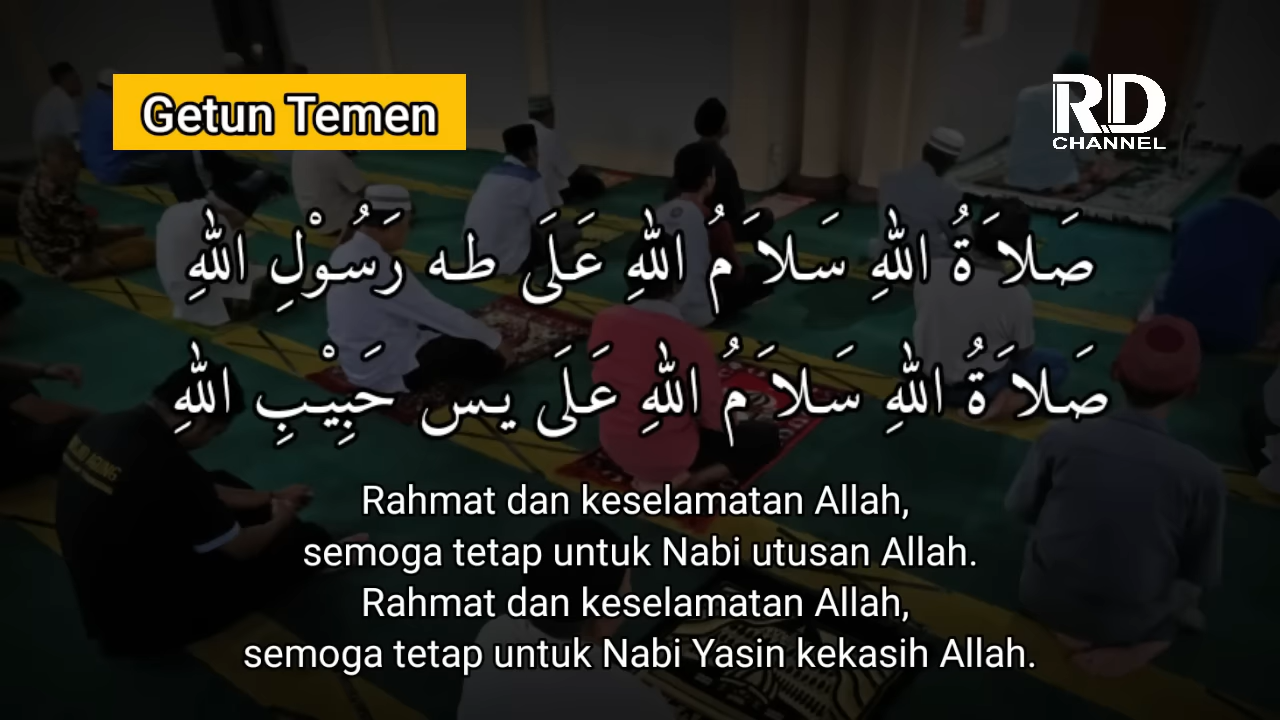 Getun Temen
RD
CHANNEL
صَلاَةُ اللهِ سَلاَمُ اللهِ عَلَى طه رَسُوْلِ اللهِ
صَلاَةُ اللهِ سَلاَمُ اللهِ عَلَى يس حَبِيْبِ اللهِ
Rahmat dan keselamatan Allah,
semoga tetap untuk Nabi utusan Allah.
Rahmat dan keselamatan Allah,
semoga tetap untuk Nabi Yasin kekasih Allah.